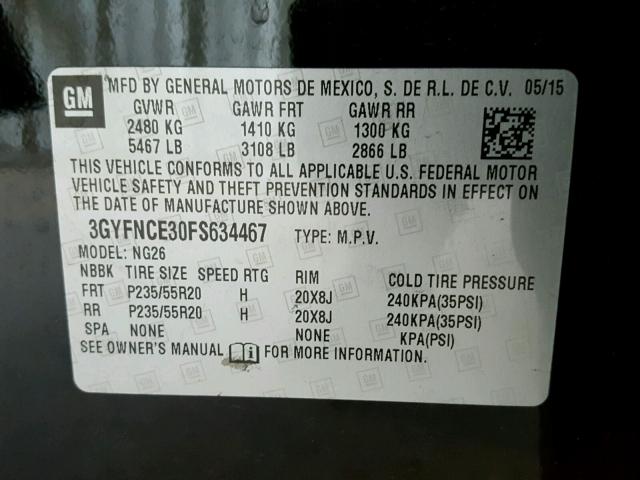 GM MFD BY GENERAL MOTORS DE MEXICO, S. DE R.L. DE C.V. 05/15
GVWR GAWR FRT GAWR RR
2480 KG 1410 KG 1300 KG
5467 LB 3108 LB 2866 LB
THIS VEHICLE CONFORMS TO ALL APPLICABLE U.S. FEDERAL MOTOR
VEHICLE SAFETY AND THEFT PREVENTION STANDARDS IN EFFECT ON
THE DATE OF MANUFACTURE SHOWN ABOVE.
3GYFNCE30FS634467 TYPE: M.P.V.
MODEL: NG26
NBBK TIRE SIZE SPEED RTG RIM COLD TIRE PRESSURE
FRT P235/55R20 H 20X8J 240KPA(35PSI)
RR P235/55R20 H 20X8J 240KPA(35PSI)
SPA NONE NONE KPA(PSI)
SEE OWNER'S MANUAL FOR MORE INFORMATION.